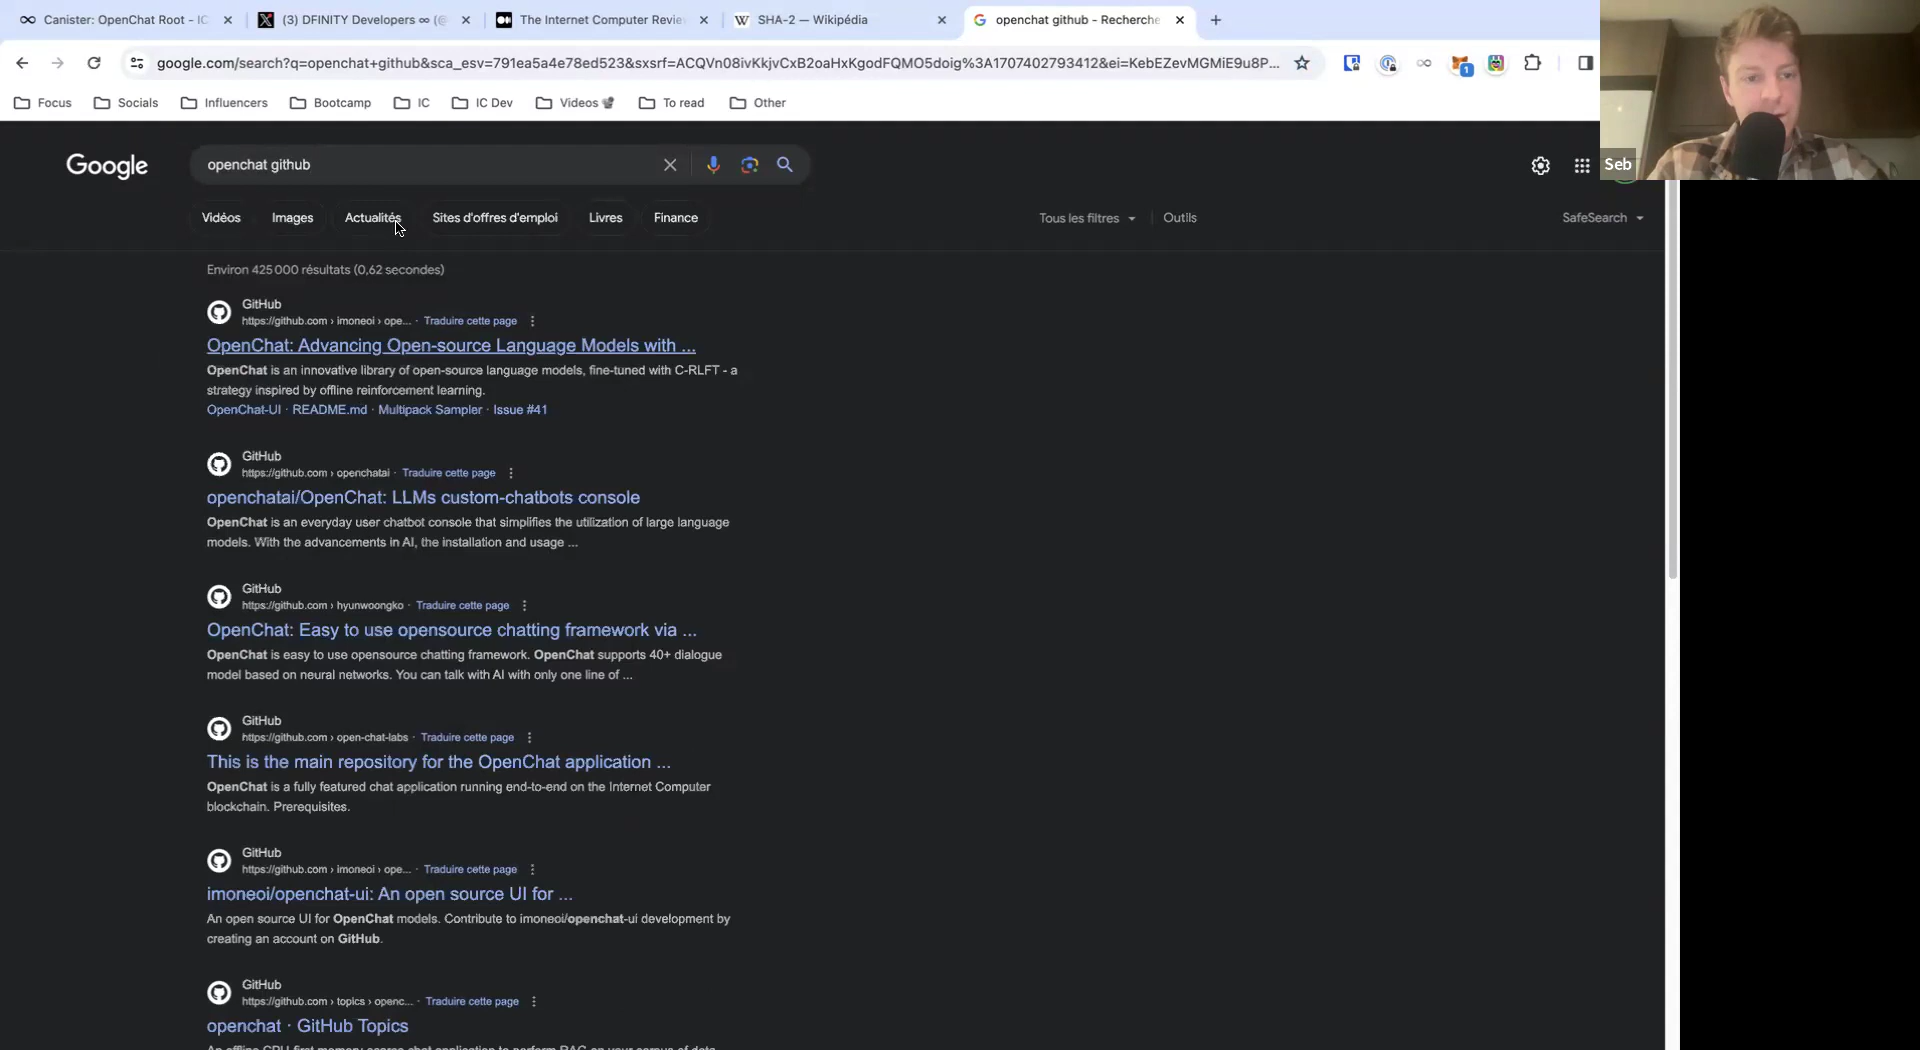 Canister: OpenChat Root - IC
(3) DFINITY Developers ∞ (@
The Internet Computer Revie
SHA-2 — Wikipédia
openchat github - Recherche
google.com/search?q=openchat+github&sca_esv=791ea5a4e78ed523&sxsrf=ACQVn08ivKkjvCxB2oaHxKgodFQMO5doig%3A1707402793412&ei=KebEZevMGMiE9u8P...
1
Focus
Socials
Influencers
Bootcamp
IC
IC Dev
Videos
To read
Other
Google
openchat github
Seb
Vidéos
Images
Actualités
Sites d'offres d'emploi
Livres
Finance
Tous les filtres
Outils
SafeSearch
Environ 425 000 résultats (0,62 secondes)
GitHub
https://github.com › imoneoi › ope... · Traduire cette page
OpenChat: Advancing Open-source Language Models with ...
OpenChat is an innovative library of open-source language models, fine-tuned with C-RLFT - a
strategy inspired by offline reinforcement learning.
OpenChat-UI · README.md · Multipack Sampler · Issue #41
GitHub
https://github.com › openchatai · Traduire cette page
openchatai/OpenChat: LLMs custom-chatbots console
OpenChat is an everyday user chatbot console that simplifies the utilization of large language
models. With the advancements in AI, the installation and usage ...
GitHub
https://github.com › hyunwoongko · Traduire cette page
OpenChat: Easy to use opensource chatting framework via ...
OpenChat is easy to use opensource chatting framework. OpenChat supports 40+ dialogue
model based on neural networks. You can talk with AI with only one line of ...
GitHub
https://github.com › open-chat-labs · Traduire cette page
This is the main repository for the OpenChat application ...
OpenChat is a fully featured chat application running end-to-end on the Internet Computer
blockchain. Prerequisites.
GitHub
https://github.com › imoneoi › ope... · Traduire cette page
imoneoi/openchat-ui: An open source UI for ...
An open source UI for OpenChat models. Contribute to imoneoi/openchat-ui development by
creating an account on GitHub.
GitHub
https://github.com › topics › openc... · Traduire cette page
openchat · GitHub Topics